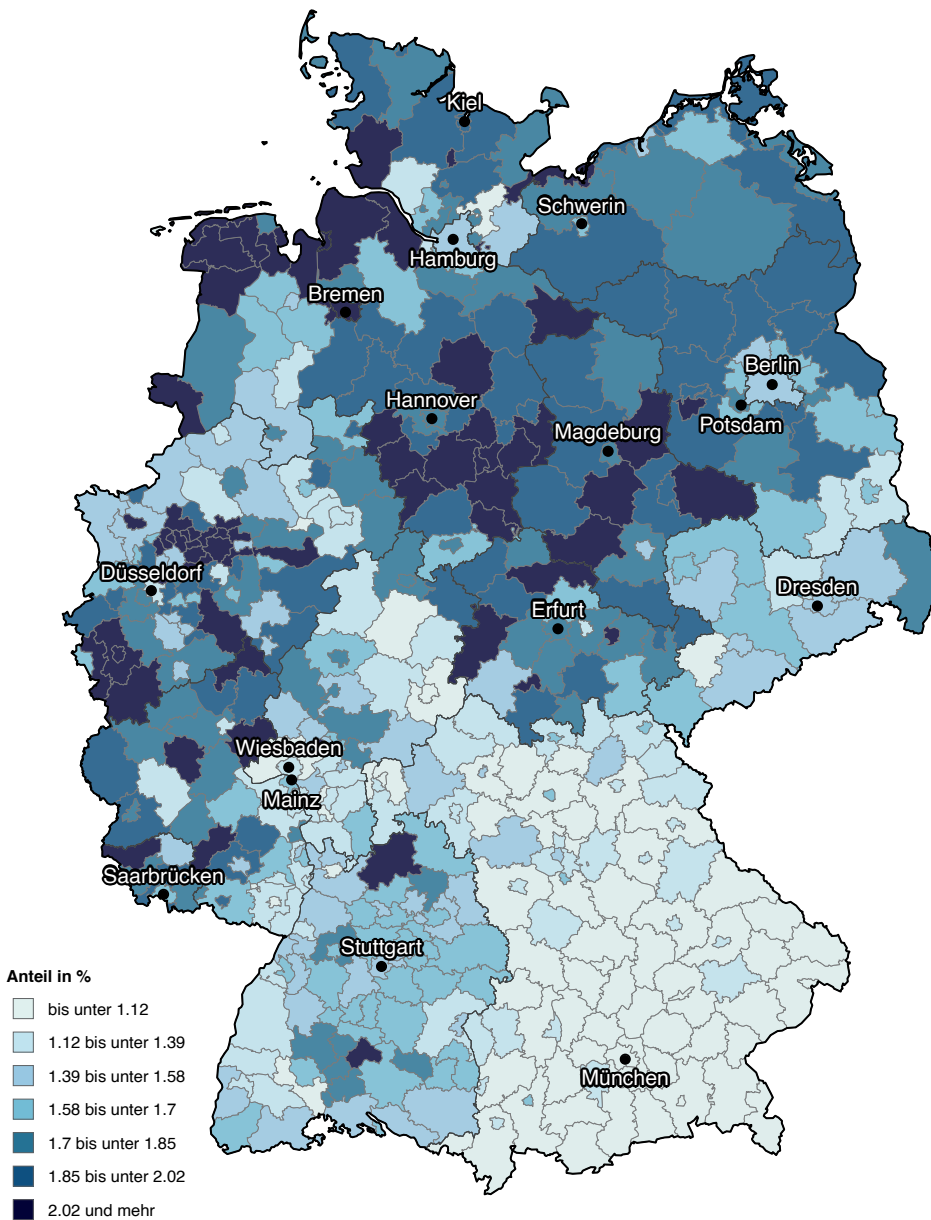 Kiel
Schwerin
Hamburg
Bremen
Berlin
Hannover
Potsdam
Magdeburg
Düsseldorf
Dresden
Erfurt
Wiesbaden
Mainz
Saarbrücken
Stuttgart
München
Anteil in %
bis unter 1.12
1.12 bis unter 1.39
1.39 bis unter 1.58
1.58 bis unter 1.7
1.7 bis unter 1.85
1.85 bis unter 2.02
2.02 und mehr